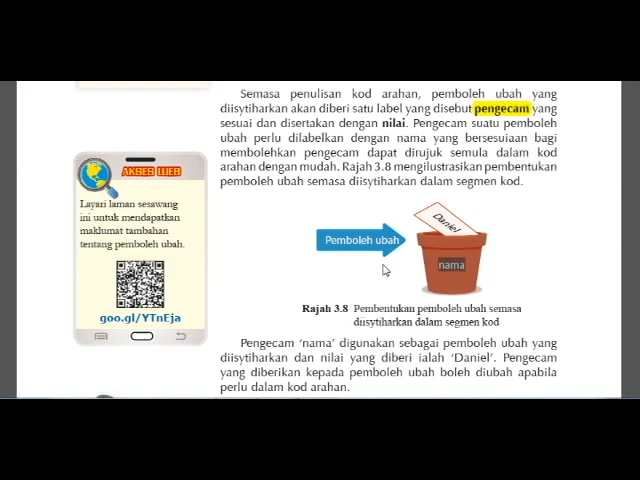 Semasa penulisan kod arahan, pemboleh ubah yang
diisytiharkan akan diberi satu label yang disebut pengecam yang
sesuai dan disertakan dengan nilai. Pengecam suatu pemboleh
ubah perlu dilabelkan dengan nama yang bersesuiaan bagi
membolehkan pengecam dapat dirujuk semula dalam kod
arahan dengan mudah. Rajah 3.8 mengilustrasikan pembentukan
pemboleh ubah semasa diisytiharkan dalam segmen kod.
AKSES WEB
Layari laman sesawang
ini untuk mendapatkan
maklumat tambahan
tentang pemboleh ubah.
goo.gl/YTnEja
Daniel
Pemboleh ubah
nama
Rajah 3.8 Pembentukan pemboleh ubah semasa
diisytiharkan dalam segmen kod
Pengecam ‘nama’ digunakan sebagai pemboleh ubah yang
diisytiharkan dan nilai yang diberi ialah ‘Daniel’. Pengecam
yang diberikan kepada pemboleh ubah boleh diubah apabila
perlu dalam kod arahan.